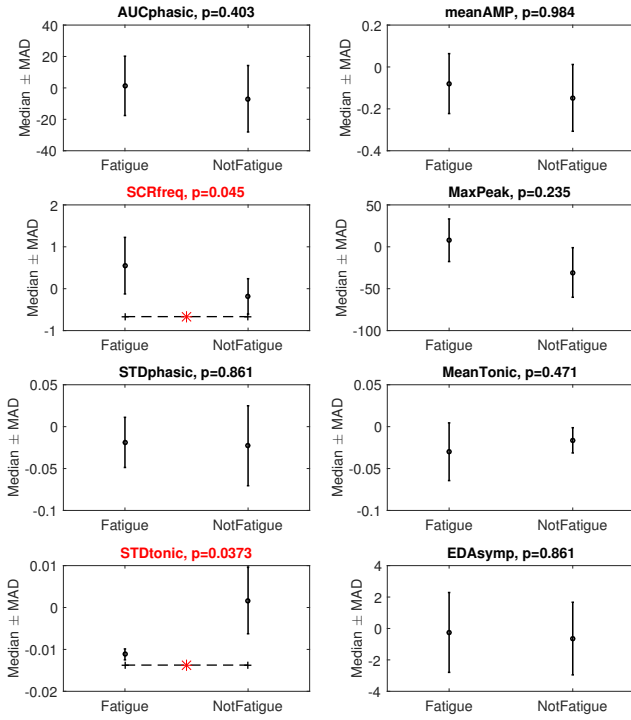 AUCphasic, p=0.403
Median ± MAD
40
20
0
-20
-40
Fatigue
NotFatigue
meanAMP, p=0.984
Median ± MAD
0.2
0
-0.2
-0.4
Fatigue
NotFatigue
SCRfreq, p=0.045
Median ± MAD
2
1
0
-1
Fatigue
NotFatigue
MaxPeak, p=0.235
Median ± MAD
50
0
-50
-100
Fatigue
NotFatigue
STDphasic, p=0.861
Median ± MAD
0.05
0
-0.05
-0.1
Fatigue
NotFatigue
MeanTonic, p=0.471
Median ± MAD
0.05
0
-0.05
-0.1
Fatigue
NotFatigue
STDtonic, p=0.0373
Median ± MAD
0.01
0
-0.01
-0.02
Fatigue
NotFatigue
EDAsymp, p=0.861
Median ± MAD
4
2
0
-2
-4
Fatigue
NotFatigue